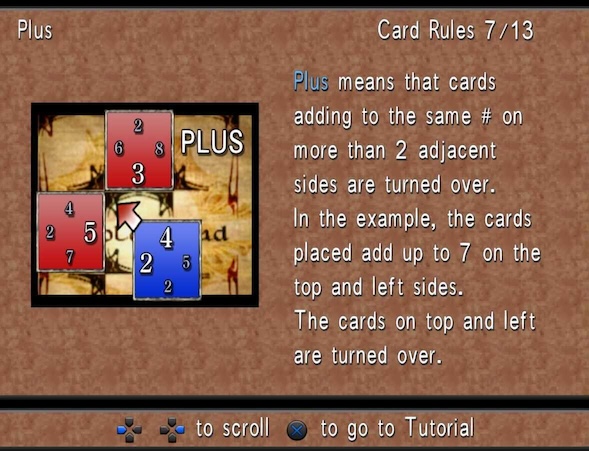 Plus
Card Rules 7/13
Plus means that cards
adding to the same # on
more than 2 adjacent
sides are turned over.
In the example, the cards
placed add up to 7 on the
top and left sides.
The cards on top and left
are turned over.
PLUS
2
6 8
3
4
2 5
7
4
2 5
2
to scroll to go to Tutorial